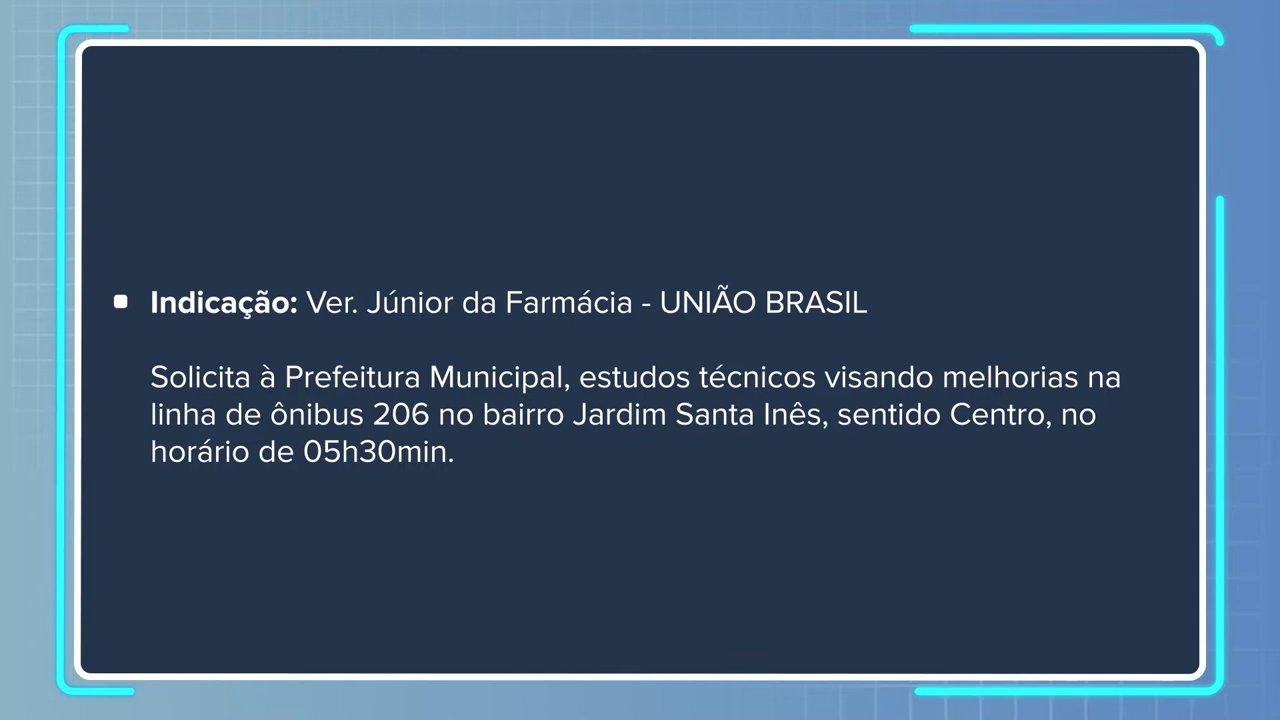 Indicação: Ver. Júnior da Farmácia - UNIÃO BRASIL
Solicita à Prefeitura Municipal, estudos técnicos visando melhorias na
linha de ônibus 206 no bairro Jardim Santa Inês, sentido Centro, no
horário de 05h30min.